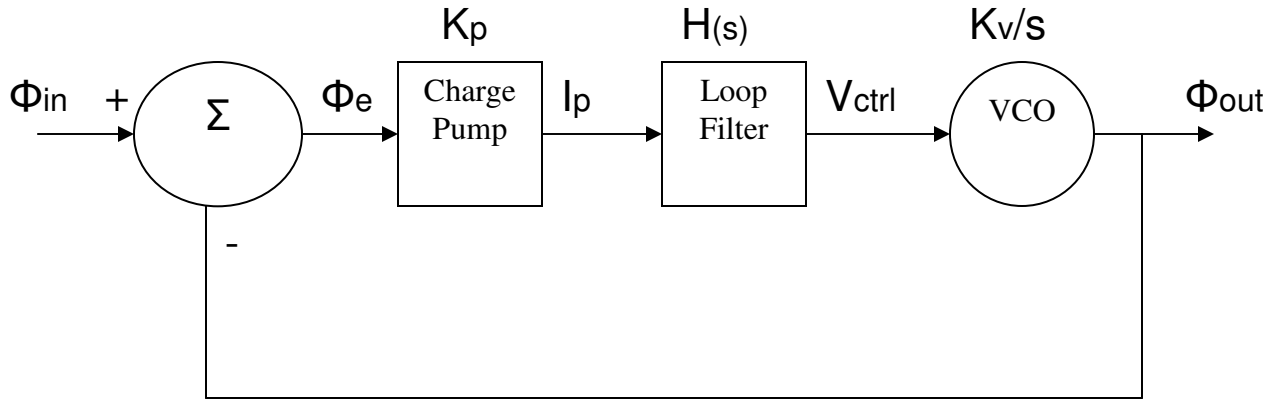 Kp H(s) Kv/s
Φin + Σ Φe Charge Pump Ip Loop Filter Vctrl VCO Φout
-